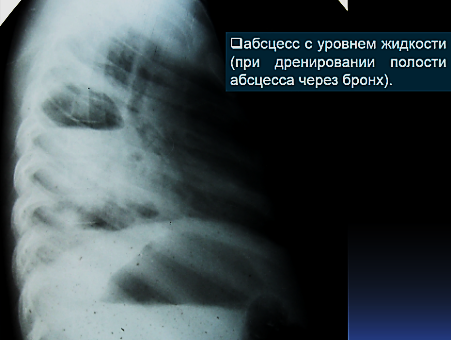 ❑абсцесс с уровнем жидкости
(при дренировании полости
абсцесса через бронх).